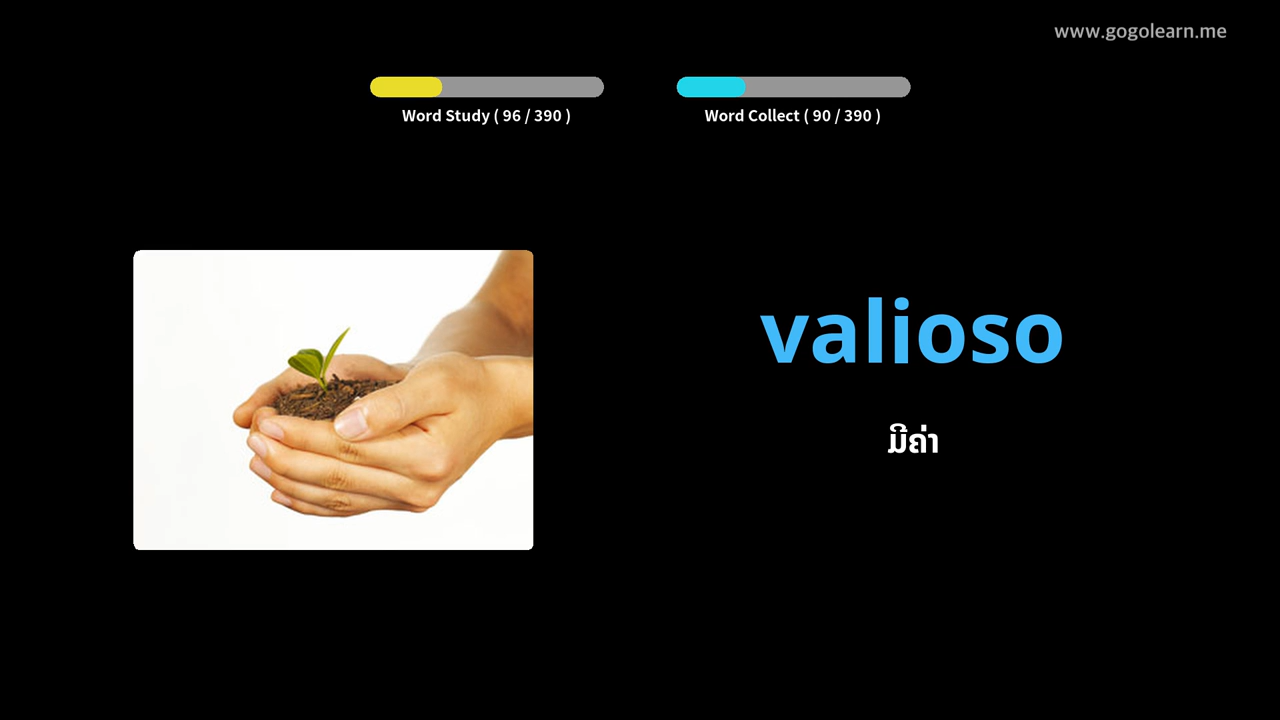 www.gogolearn.me
Word Study ( 96 / 390 )
Word Collect ( 90 / 390 )
valioso
ມີຄ່າ